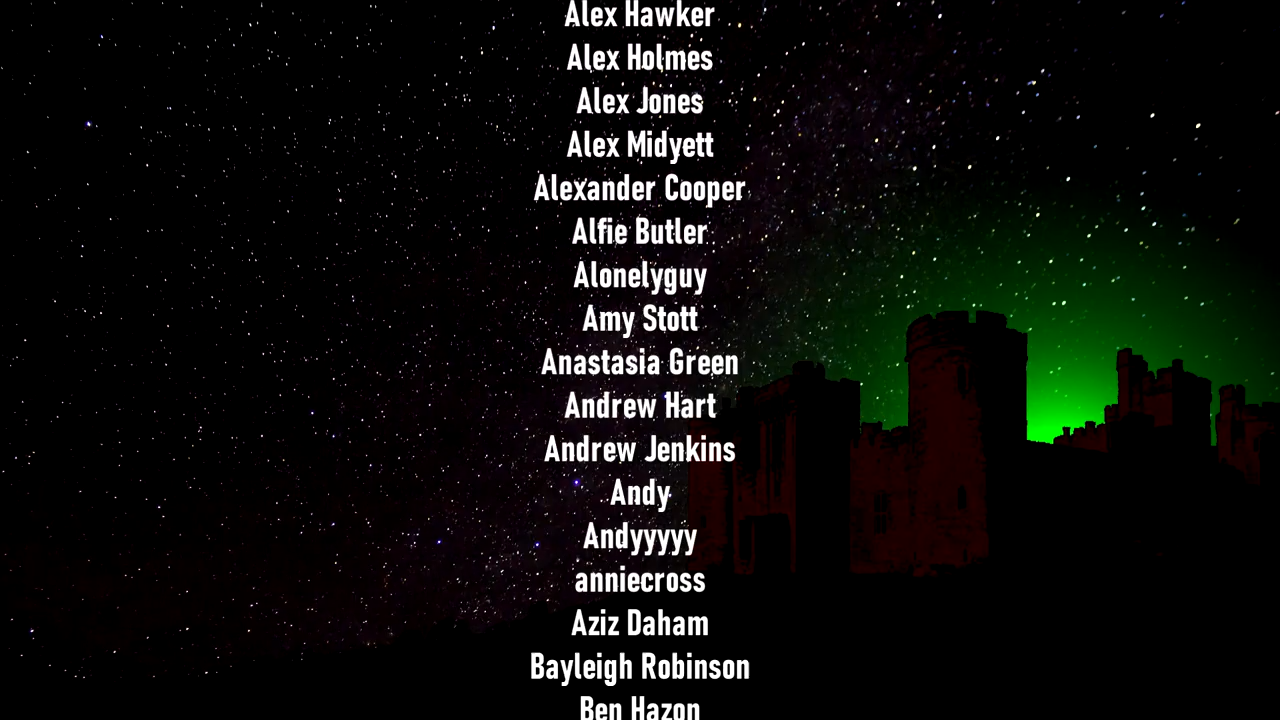 Alex Hawker
Alex Holmes
Alex Jones
Alex Midyett
Alexander Cooper
Alfie Butler
Alonelyguy
Amy Stott
Anastasia Green
Andrew Hart
Andrew Jenkins
Andy
Andyyyyy
anniecross
Aziz Daham
Bayleigh Robinson
Ben Hazon